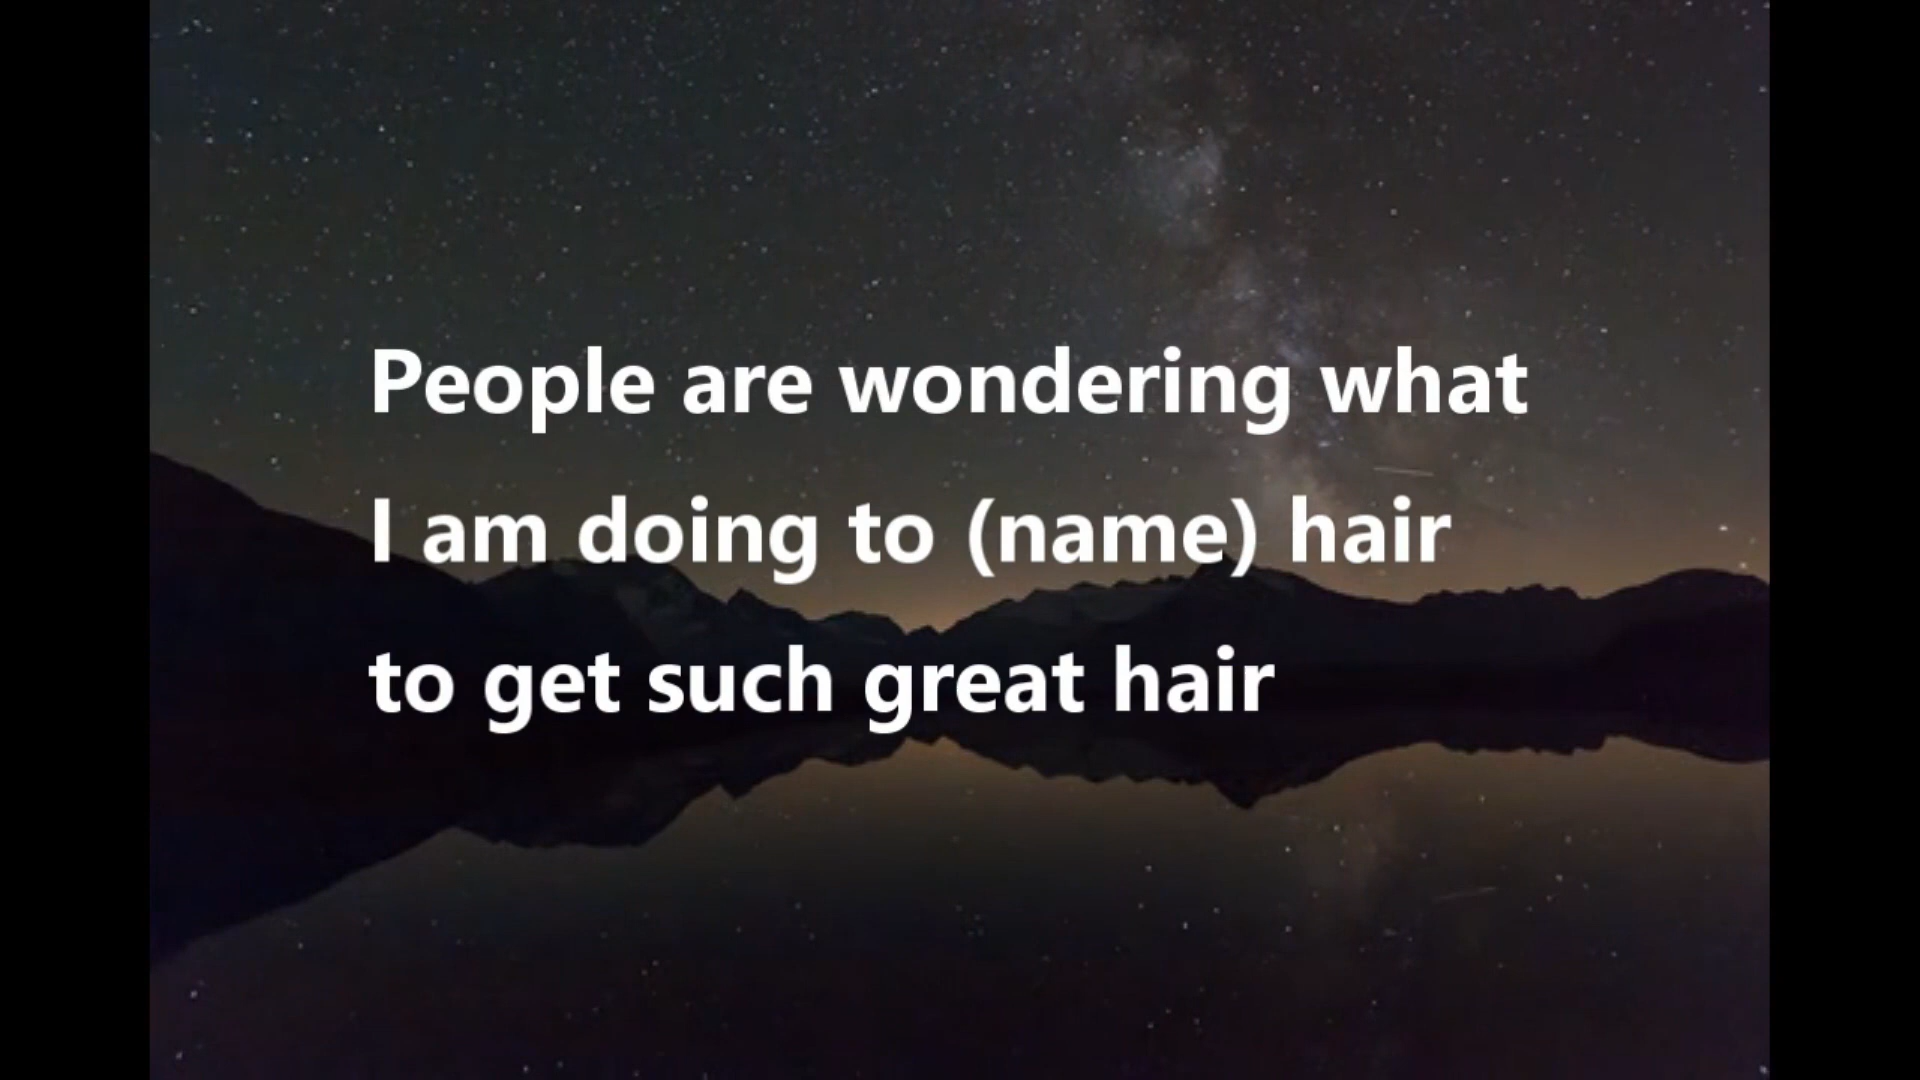 People are wondering what
I am doing to (name) hair
to get such great hair